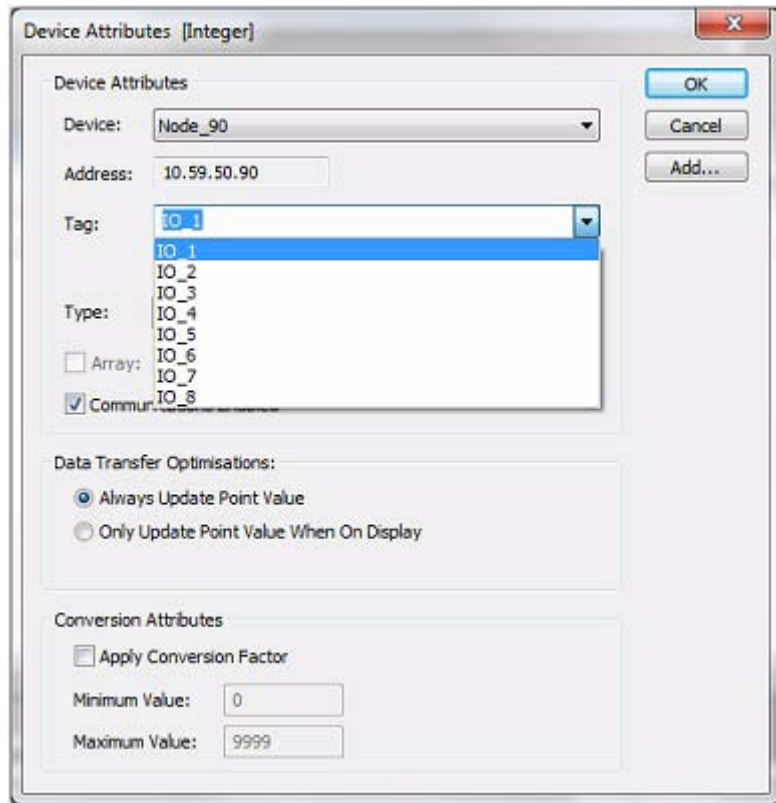 Device Attributes [Integer]
Device Attributes
OK
Device:
Node_90
Cancel
Address:
10.59.50.90
Add...
Tag:
IO_1
IO_1
IO_2
IO_3
Type:
IO_4
IO_5
Array:
IO_6
IO_7
IO_8
Enabled
Data Transfer Optimisations:
Always Update Point Value
Only Update Point Value When On Display
Conversion Attributes
Apply Conversion Factor
Minimum Value:
0
Maximum Value:
9999